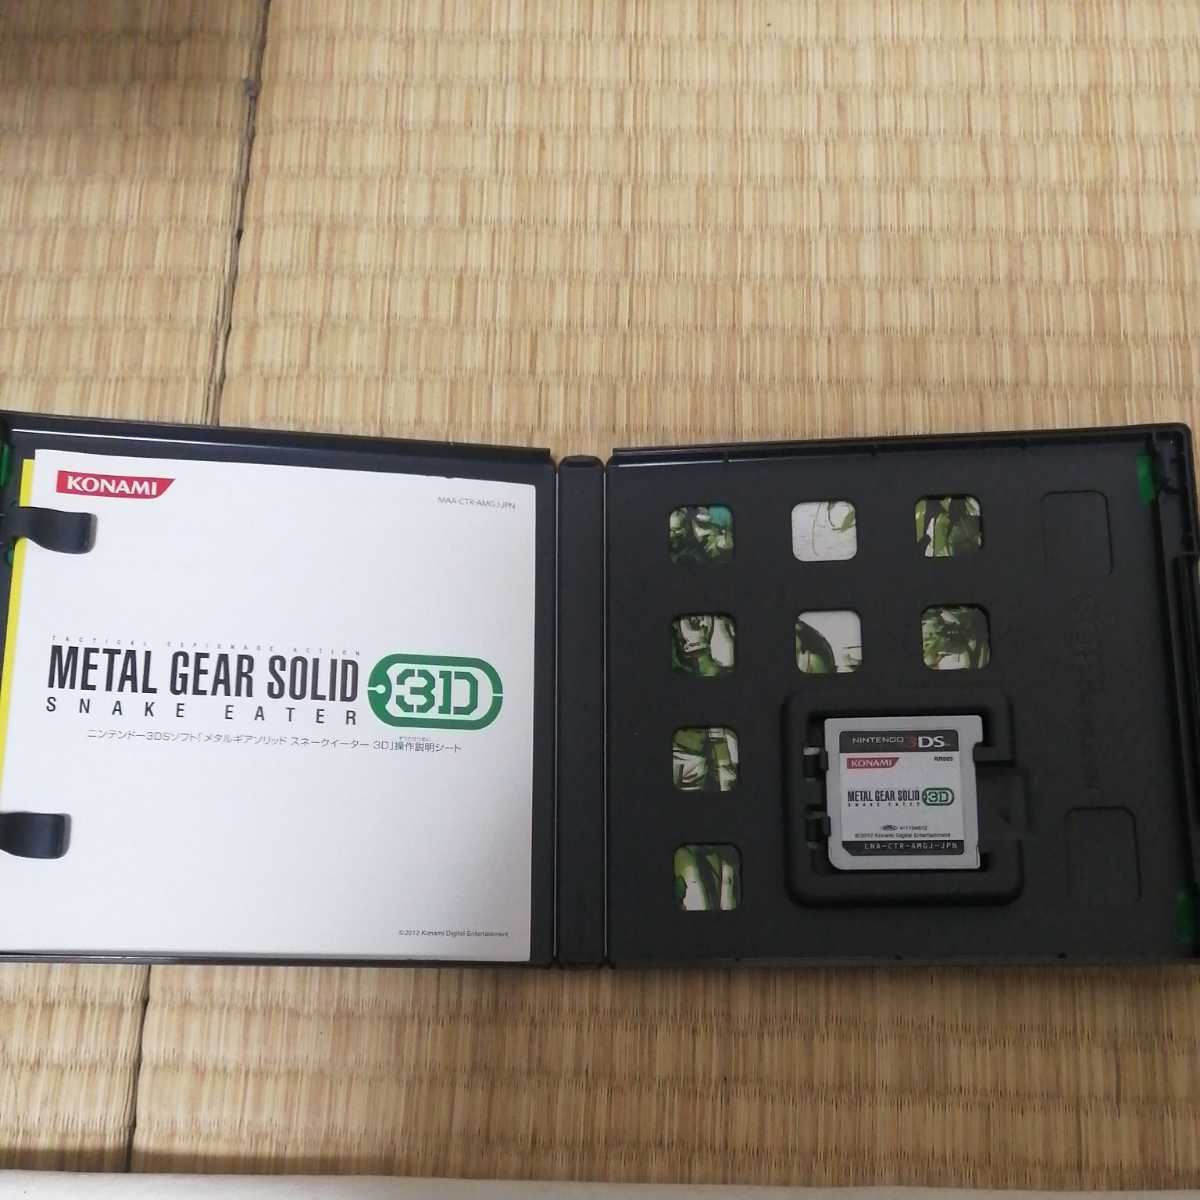 KONAMI
MAA-CTR-AMGJ-JPN
TACTICAL ESPIONAGE ACTION
METAL GEAR SOLID
SNAKE EATER
3D
ニンテンドー3DSソフト「メタルギアソリッド スネークイーター 3D」操作説明シート
©2012 Konami Digital Entertainment
NINTENDO 3DS
KONAMI
METAL GEAR SOLID
SNAKE EATER
3D
©2012 Konami Digital Entertainment
LNA-CTR-AMGJ-JPN